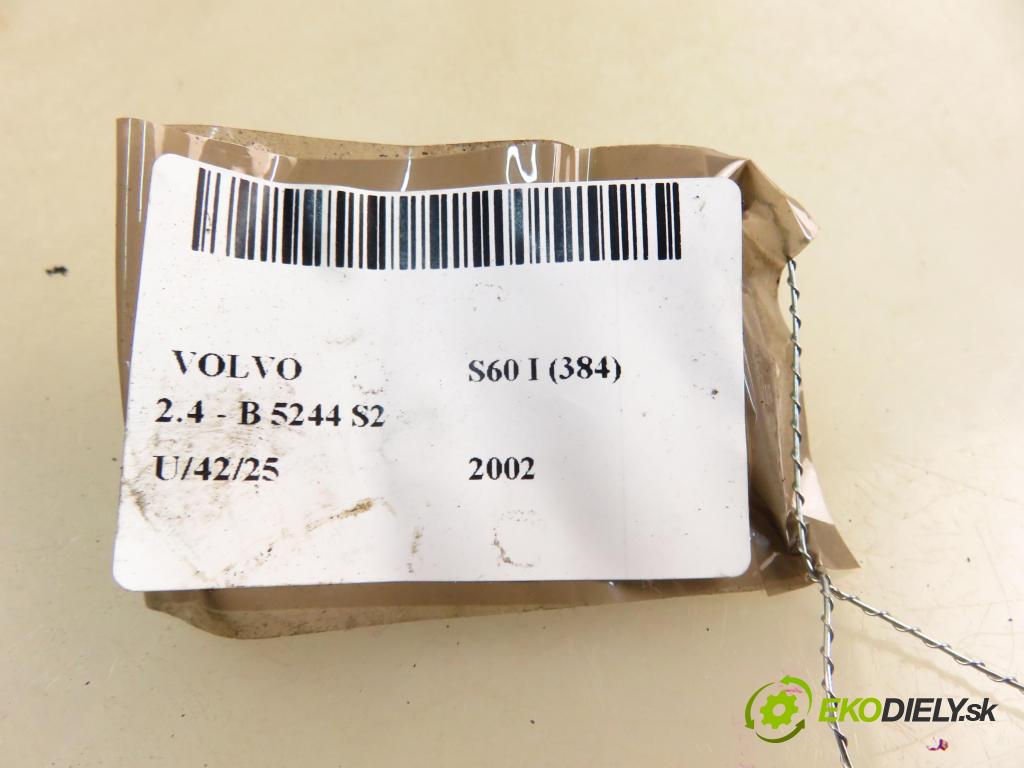 VOLVO S60 I (384)
2.4 - B 5244 S2
U/42/25 2002
EKODIELY.sk